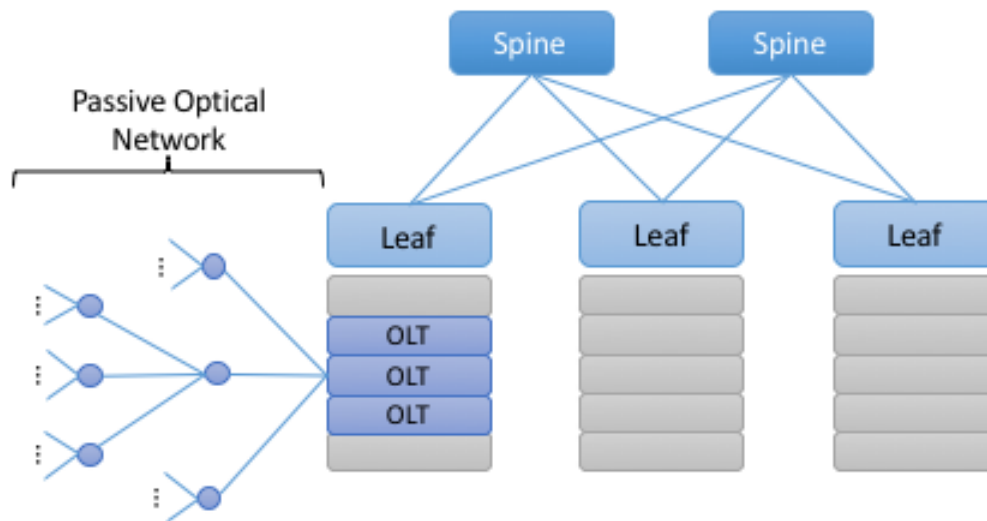 Spine
Spine
Passive Optical
Network
Leaf
Leaf
Leaf
OLT
OLT
OLT